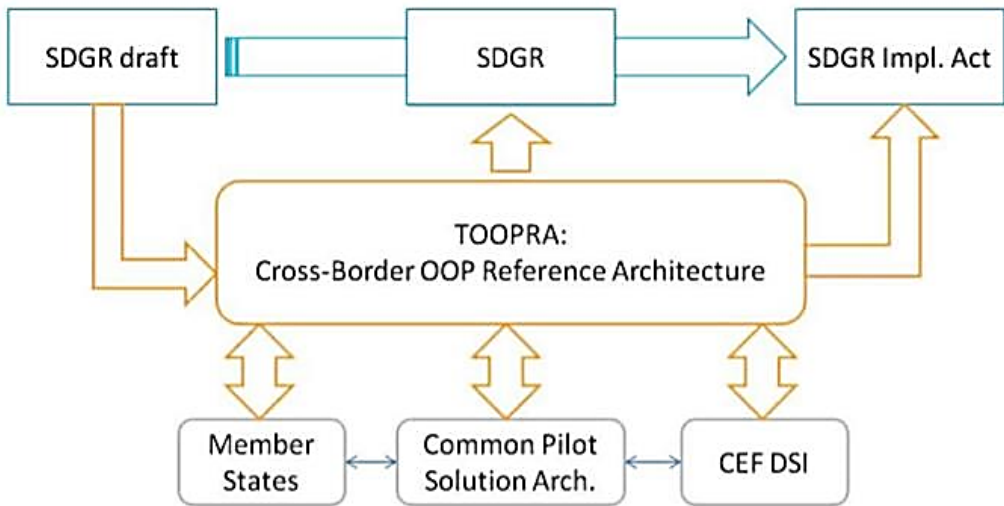 SDGR draft
SDGR
SDGR Impl. Act
TOOPRA:
Cross-Border OOP Reference Architecture
Member
States
Common Pilot
Solution Arch.
CEF DSI